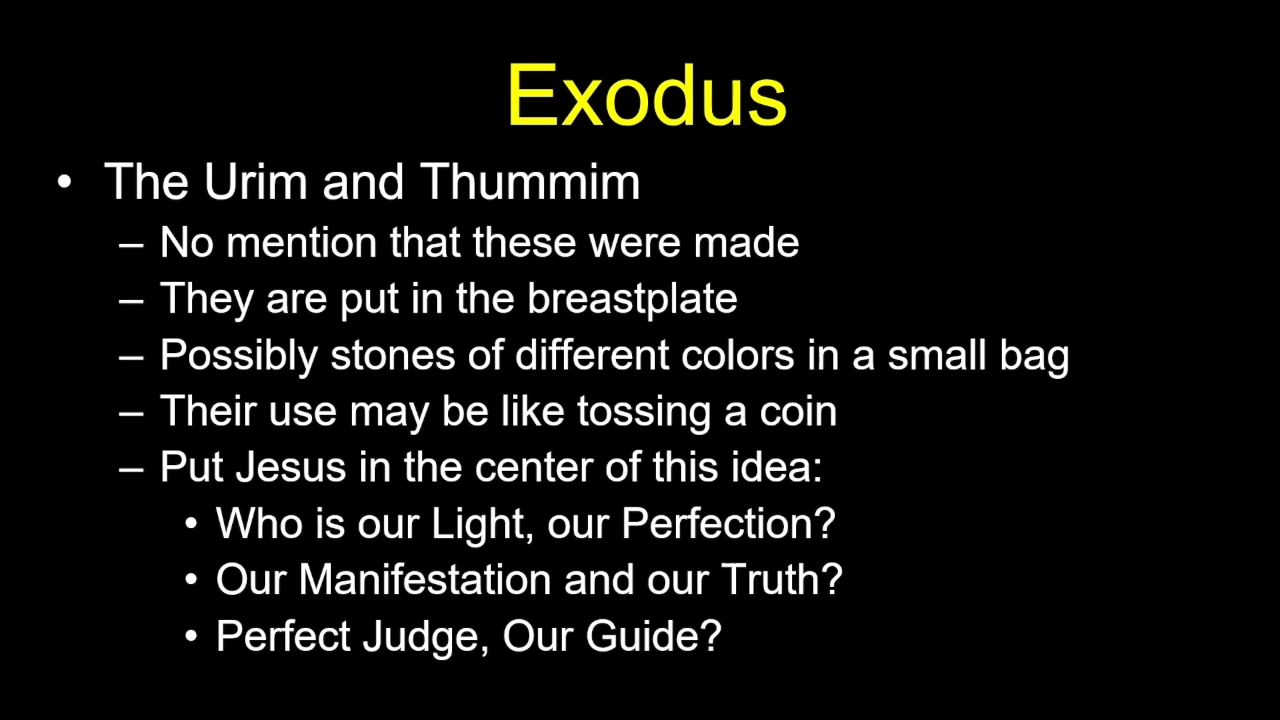 Exodus
• The Urim and Thummim
– No mention that these were made
– They are put in the breastplate
– Possibly stones of different colors in a small bag
– Their use may be like tossing a coin
– Put Jesus in the center of this idea:
• Who is our Light, our Perfection?
• Our Manifestation and our Truth?
• Perfect Judge, Our Guide?